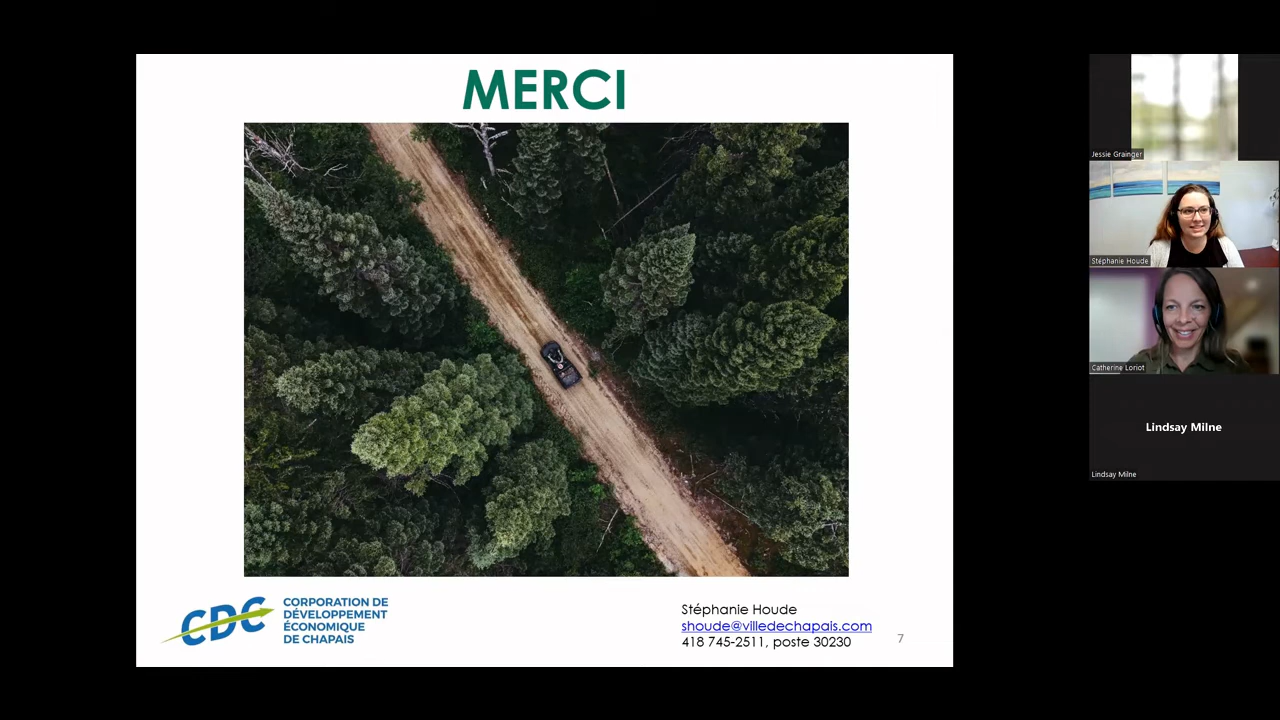 MERCI
CDC
CORPORATION DE
DÉVELOPPEMENT
ÉCONOMIQUE
DE CHAPAIS
Stéphanie Houde
shoude@villedechapais.com
418 745-2511, poste 30230
7
Jessie Grainger
Stéphanie Houde
Catherine Loriot
Lindsay Milne
Lindsay Milne